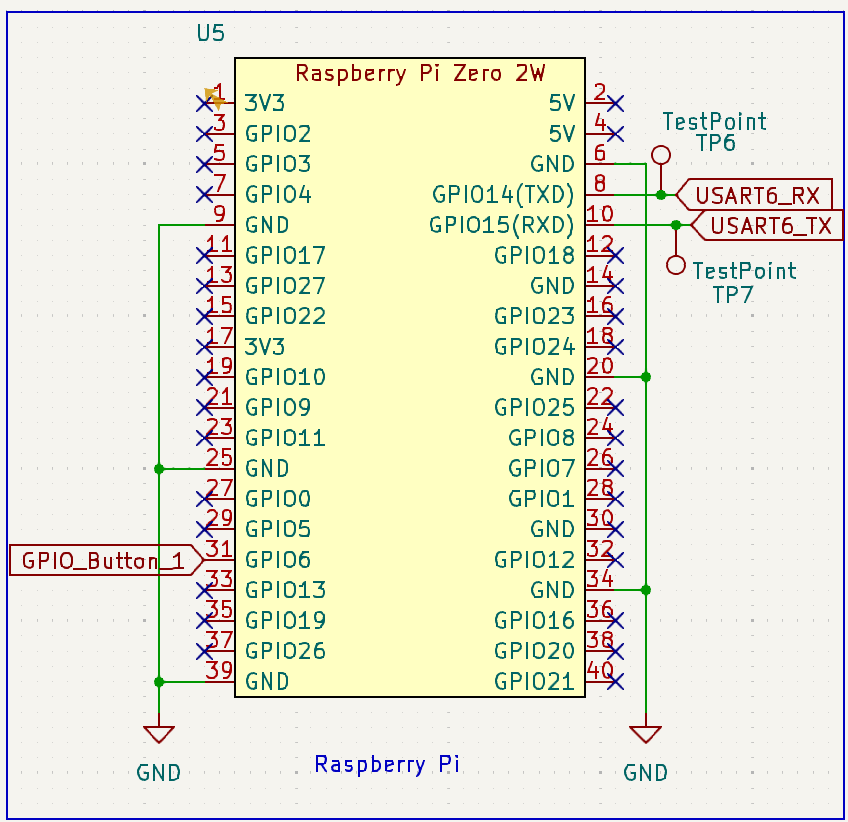 U5
Raspberry Pi Zero 2W
1 3V3 5V 2
3 GPIO2 5V 4
TestPoint
TP6
5 GPIO3 GND 6
7 GPIO4 GPIO14(TXD) 8 USART6_RX
9 GND GPIO15(RXD) 10 USART6_TX
11 GPIO17 GPIO18 12
TestPoint
TP7
13 GPIO27 GND 14
15 GPIO22 GPIO23 16
17 3V3 GPIO24 18
19 GPIO10 GND 20
21 GPIO9 GPIO25 22
23 GPIO11 GPIO8 24
25 GND GPIO7 26
27 GPIO0 GPIO1 28
29 GPIO5 GND 30
GPIO_Button_1 31 GPIO6 GPIO12 32
33 GPIO13 GND 34
35 GPIO19 GPIO16 36
37 GPIO26 GPIO20 38
39 GND GPIO21 40
GND Raspberry Pi GND